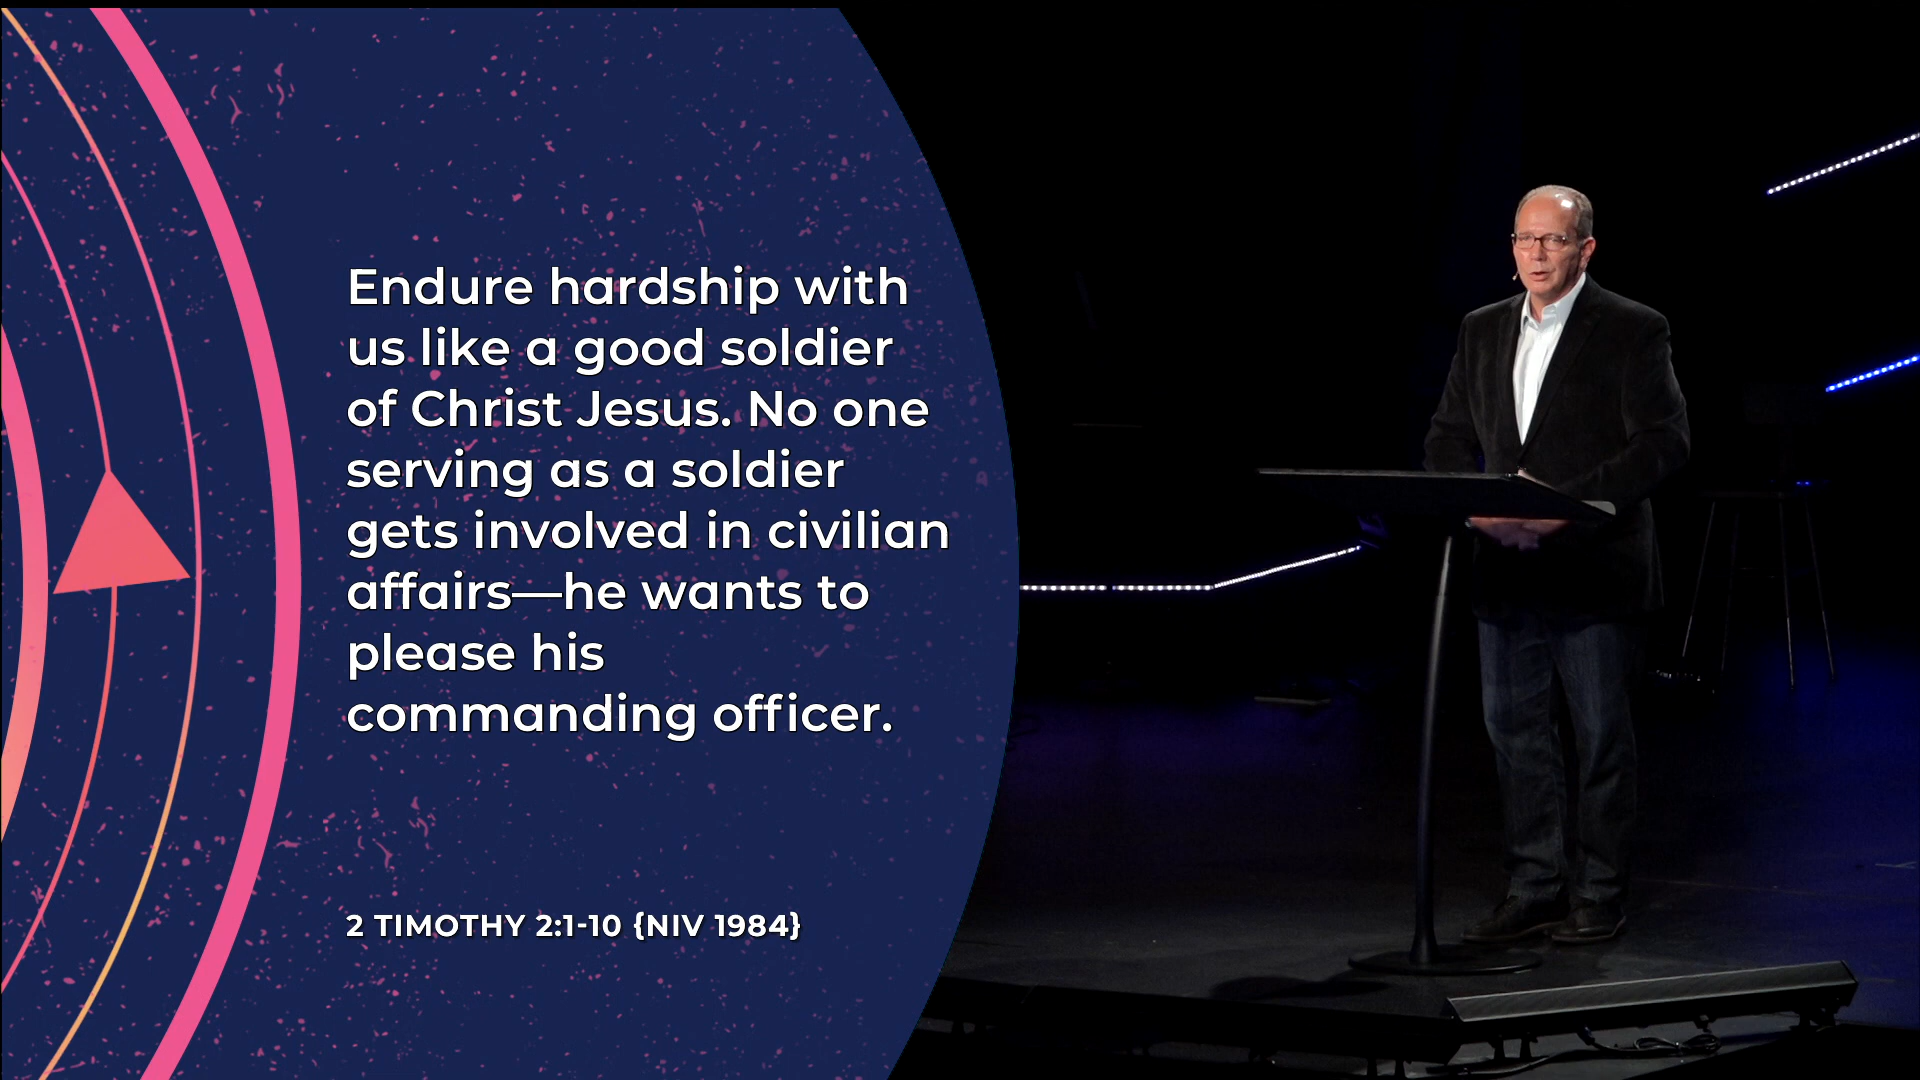 Endure hardship with
us like a good soldier
of Christ Jesus. No one
serving as a soldier
gets involved in civilian
affairs—he wants to
please his
commanding officer.
2 TIMOTHY 2:1-10 {NIV 1984}